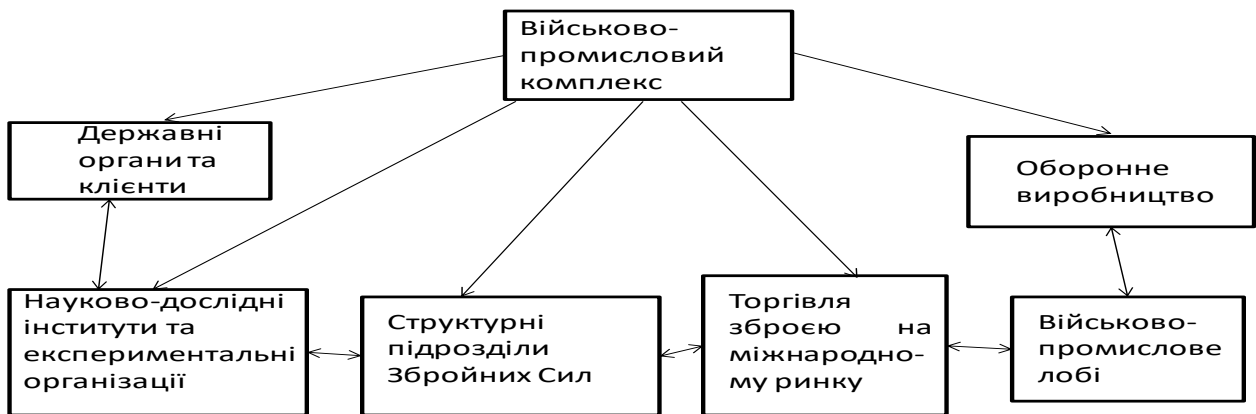 Військово-
промисловий
комплекс
Державні
органи та
клієнти
Оборонне
виробництво
Науково-дослідні
інститути та
експериментальні
організації
Структурні
підрозділи
Збройних Сил
Торгівля
зброєю на
міжнародно-
му ринку
Військово-
промислове
лобі